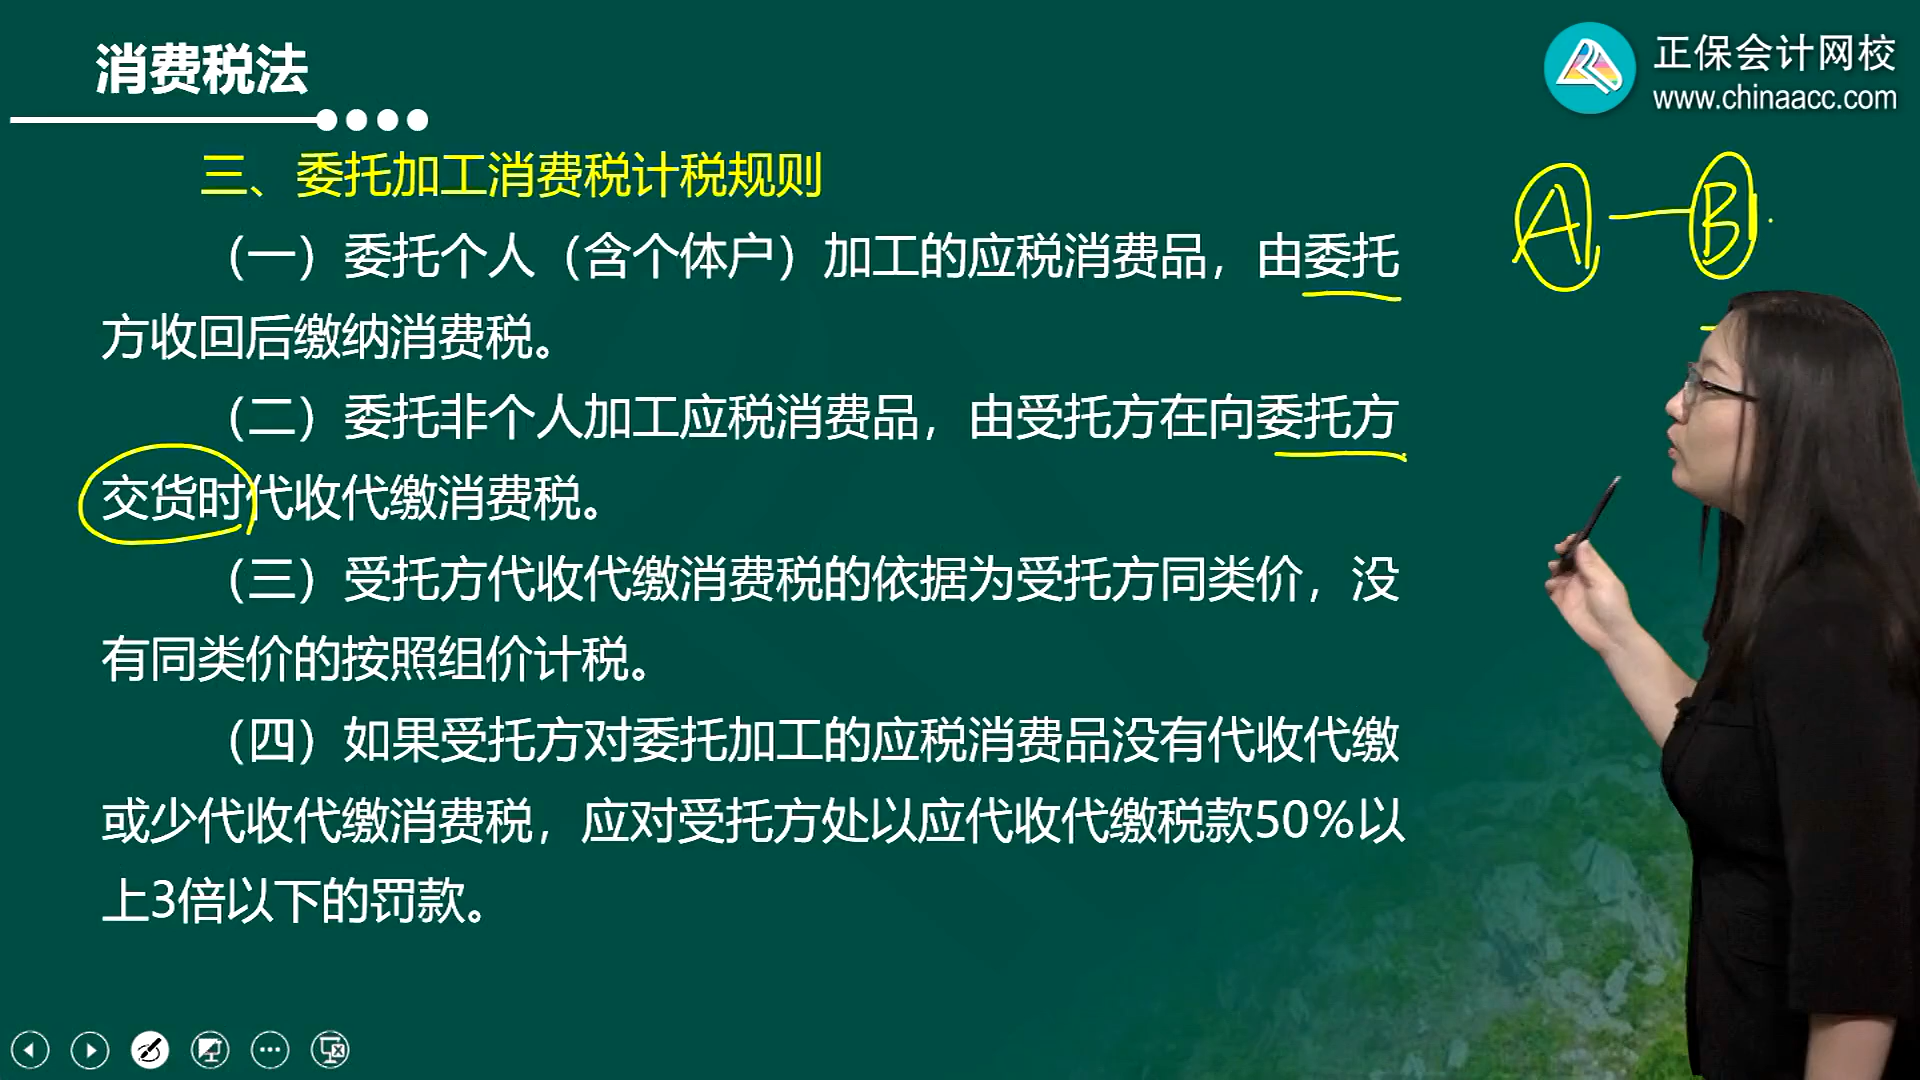 消费税法
正保会计网校
www.chinaacc.com
三、委托加工消费税计税规则
A — B
（一）委托个人（含个体户）加工的应税消费品，由委托
方收回后缴纳消费税。
（二）委托非个人加工应税消费品，由受托方在向委托方
交货时代收代缴消费税。
（三）受托方代收代缴消费税的依据为受托方同类价，没
有同类价的按照组价计税。
（四）如果受托方对委托加工的应税消费品没有代收代缴
或少代收代缴消费税，应对受托方处以应代收代缴税款50%以
上3倍以下的罚款。